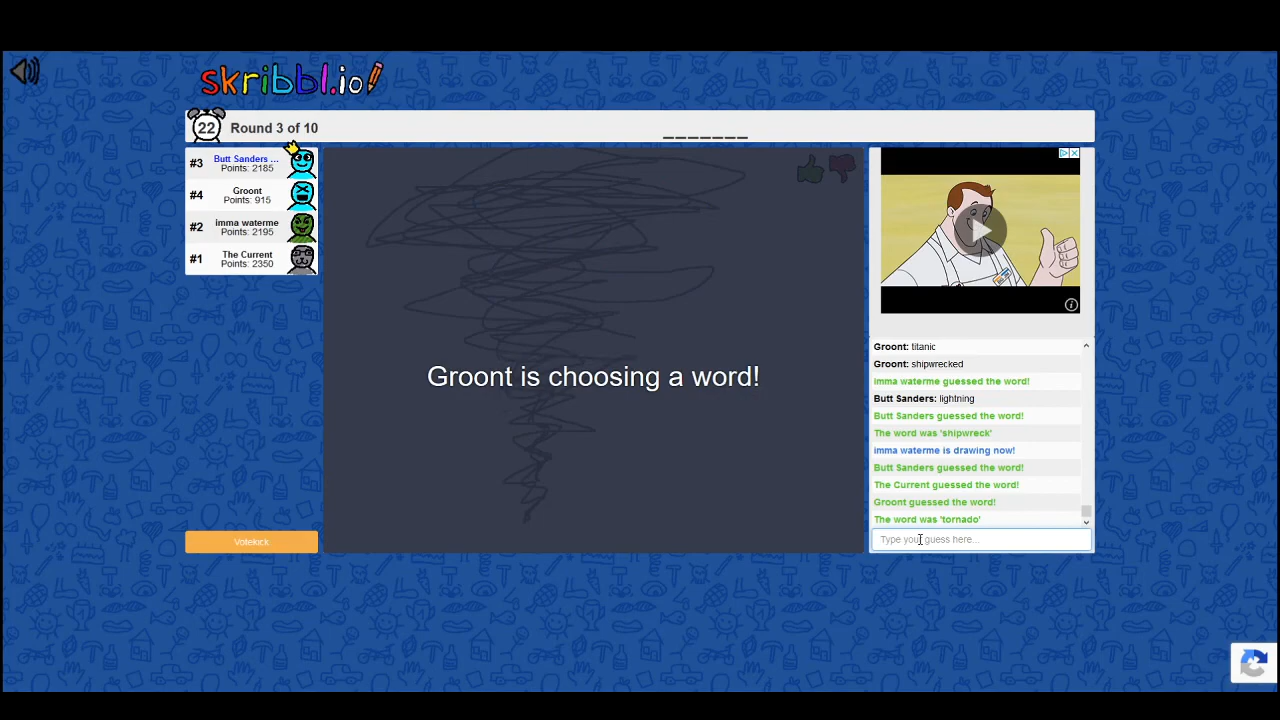 skribbl.io
22
Round 3 of 10
_______
#3
Butt Sanders ...
Points: 2185
#4
Groont
Points: 915
#2
imma waterme
Points: 2195
#1
The Current
Points: 2350
Votekick
Groont is choosing a word!
Groont: titanic
Groont: shipwrecked
imma waterme guessed the word!
Butt Sanders: lightning
Butt Sanders guessed the word!
The word was 'shipwreck'
imma waterme is drawing now!
Butt Sanders guessed the word!
The Current guessed the word!
Groont guessed the word!
The word was 'tornado'
Type your guess here...